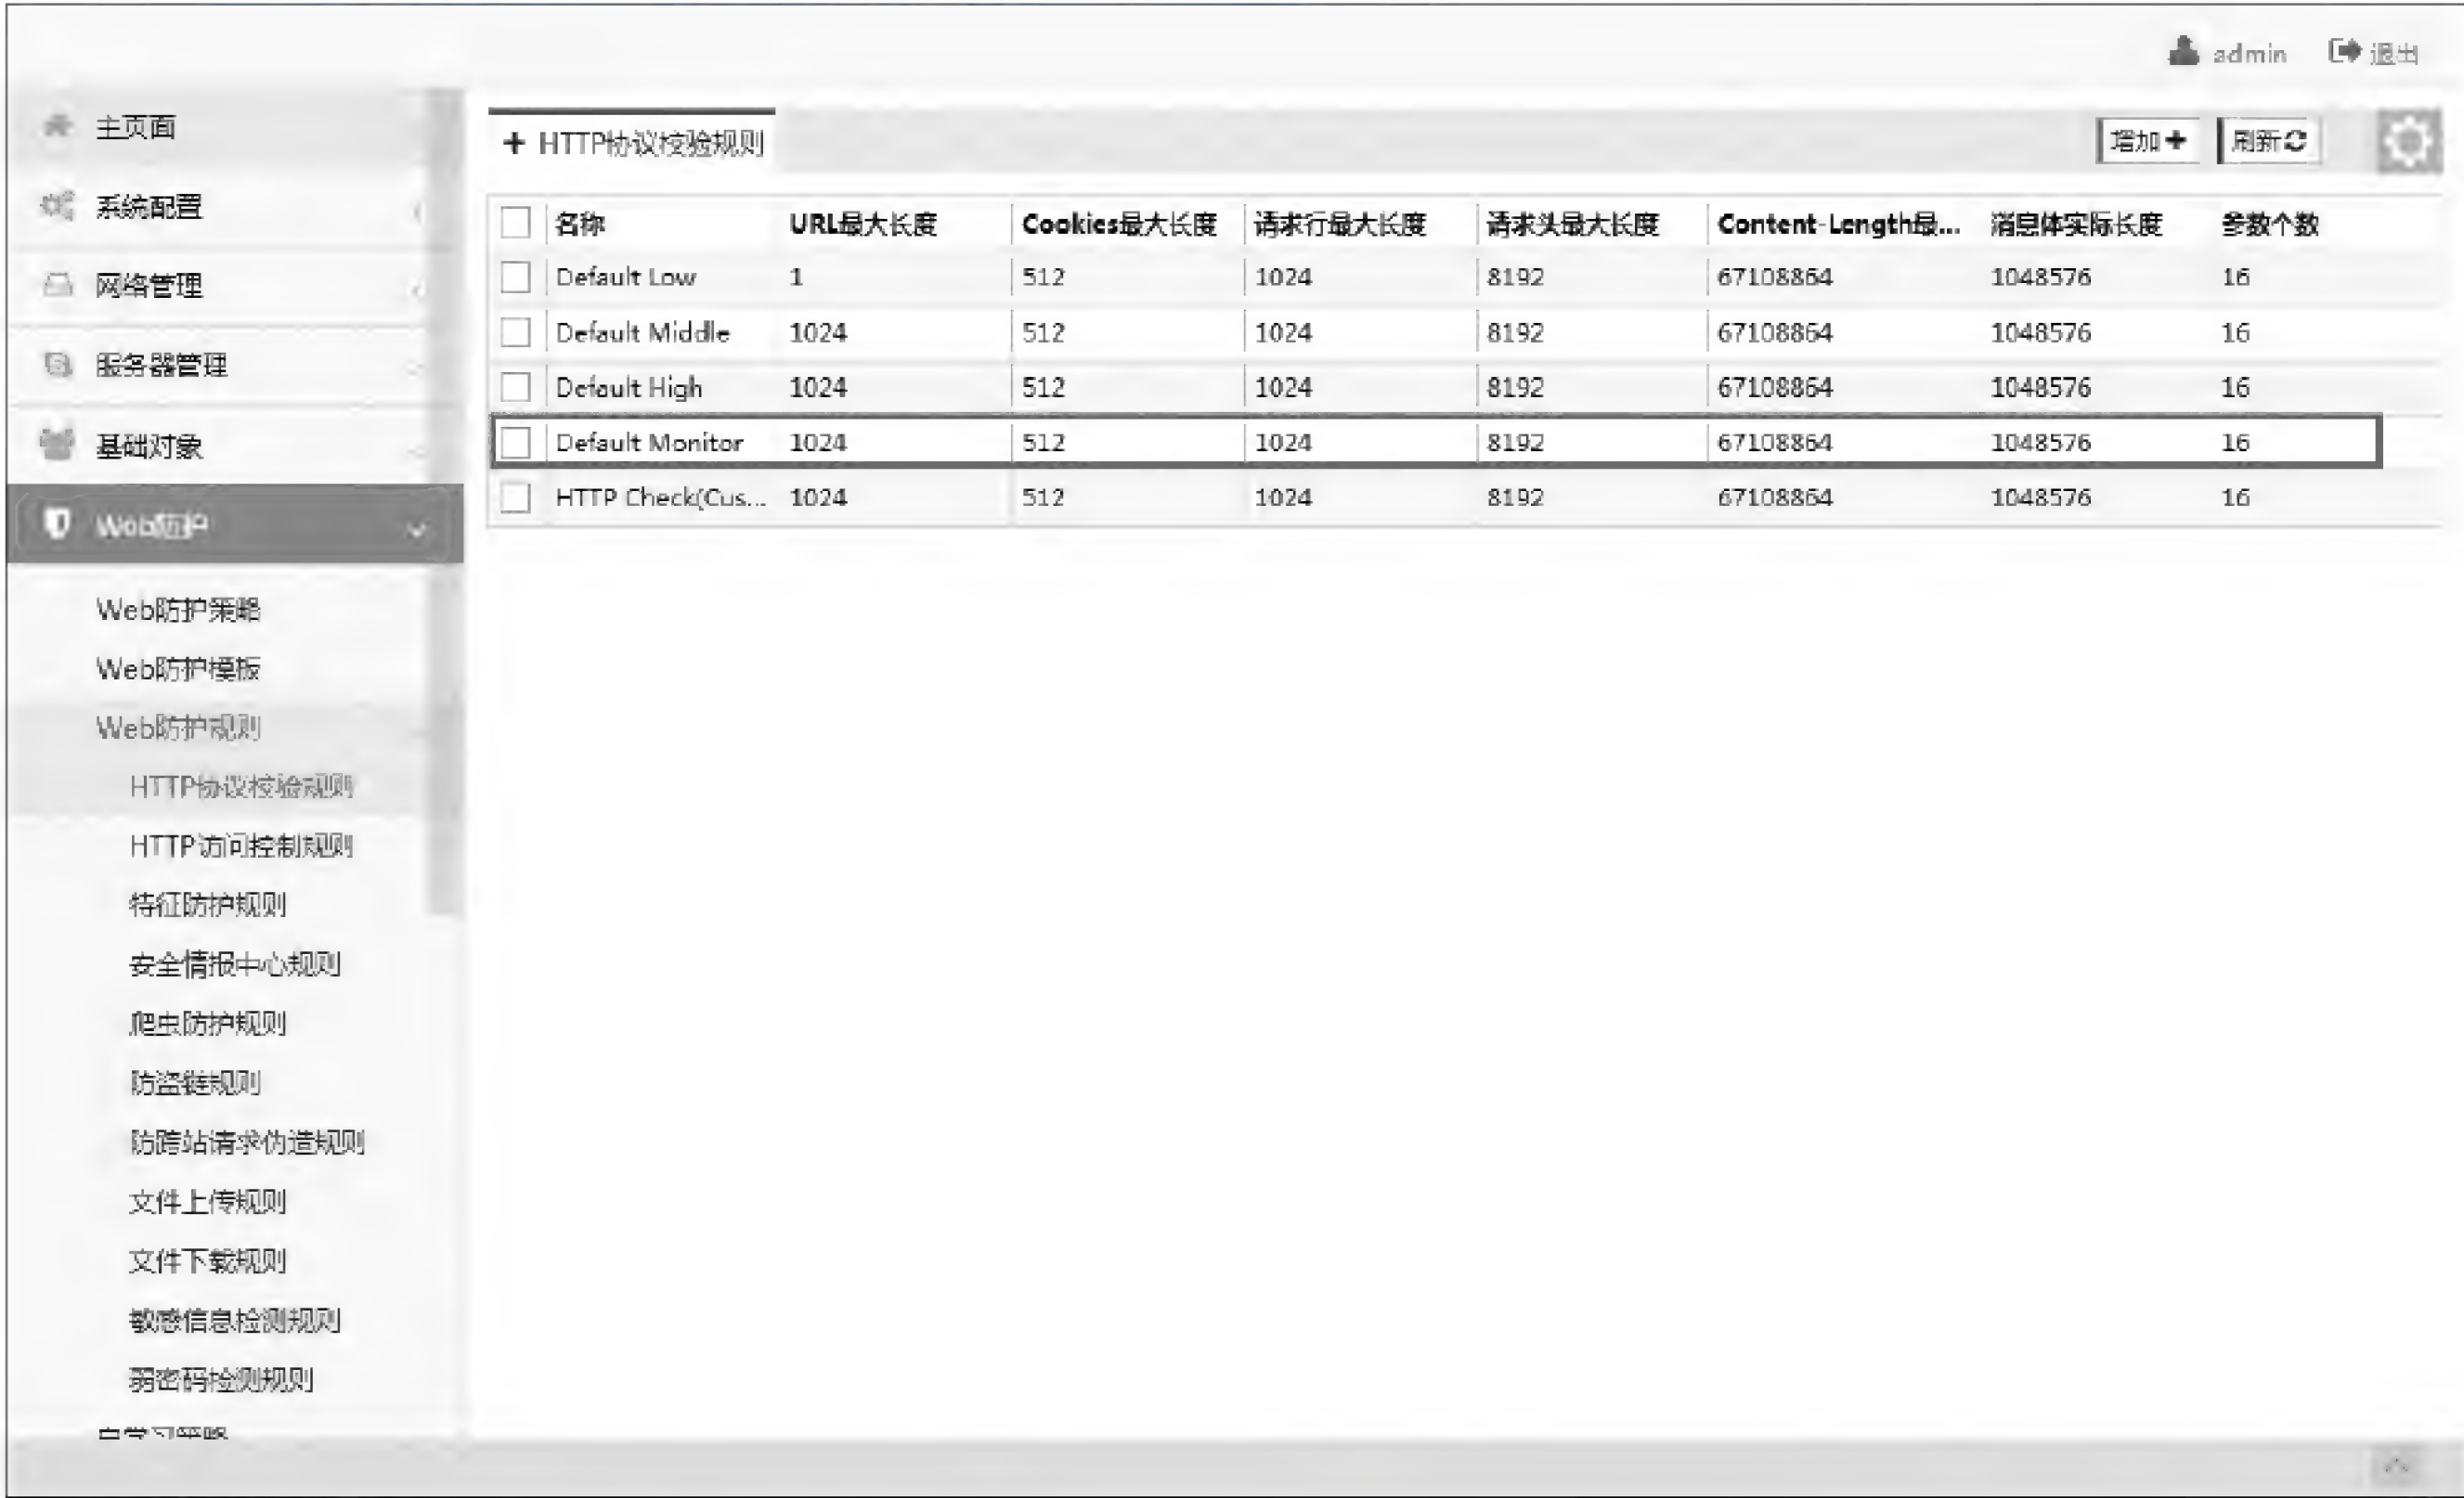 admin 退出
主页面
系统配置
网络管理
服务器管理
基础对象
Web防护
Web防护策略
Web防护模板
Web防护规则
HTTP协议校验规则
HTTP访问控制规则
特征防护规则
安全情报中心规则
爬虫防护规则
防盗链规则
防跨站请求伪造规则
文件上传规则
文件下载规则
敏感信息检测规则
弱密码检测规则
自学习策略
+ HTTP协议校验规则 增加+ 刷新
名称 URL最大长度 Cookies最大长度 请求行最大长度 请求头最大长度 Content-Length最... 消息体实际长度 参数个数
Default Low 1 512 1024 8192 67108864 1048576 16
Default Middle 1024 512 1024 8192 67108864 1048576 16
Default High 1024 512 1024 8192 67108864 1048576 16
Default Monitor 1024 512 1024 8192 67108864 1048576 16
HTTP Check(Cus... 1024 512 1024 8192 67108864 1048576 16